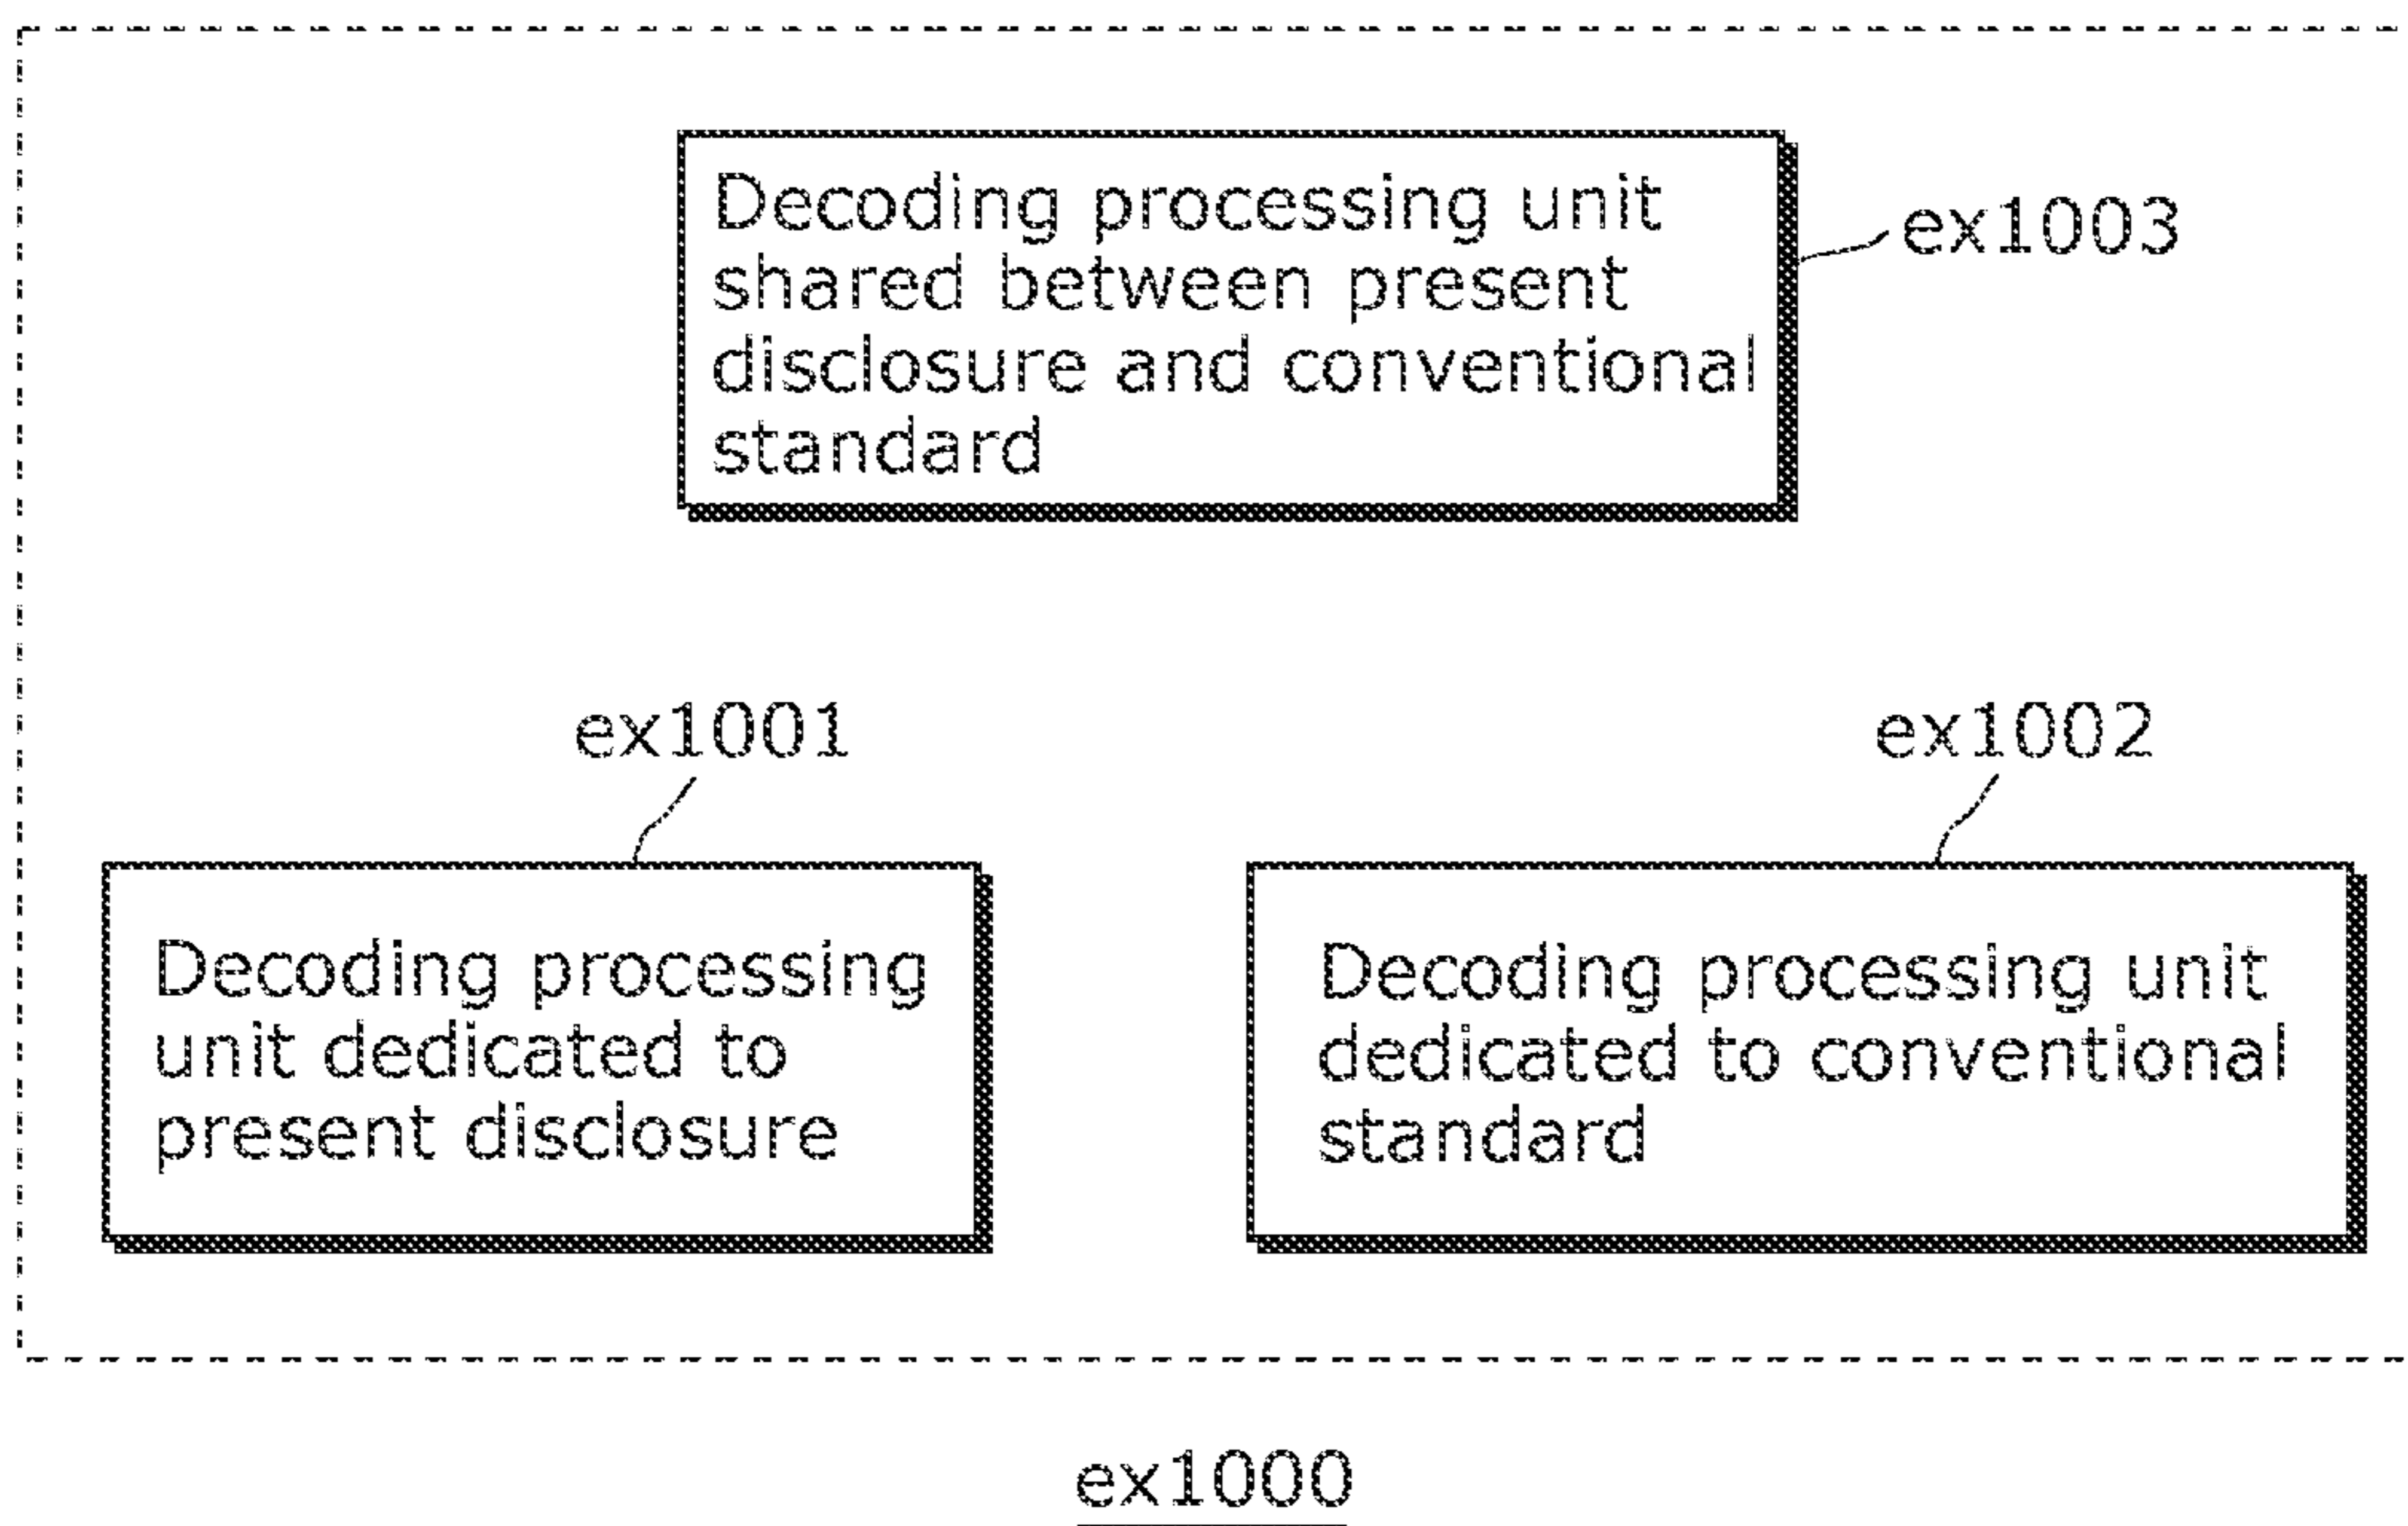 Decoding processing unit
shared between present
disclosure and conventional
standard
ex1003
ex1001
ex1002
Decoding processing
unit dedicated to
present disclosure
Decoding processing unit
dedicated to conventional
standard
ex1000